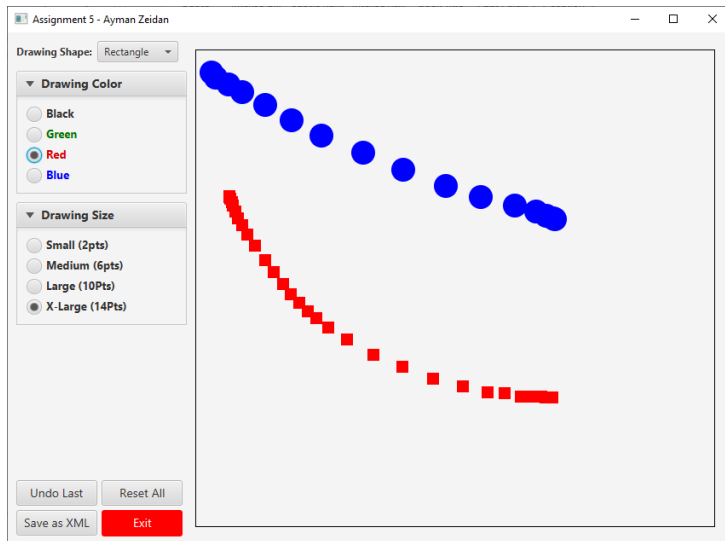 Assignment 5 - Ayman Zeidan
Drawing Shape: Rectangle
Drawing Color
Black
Green
Red
Blue
Drawing Size
Small (2pts)
Medium (6pts)
Large (10Pts)
X-Large (14Pts)
Undo Last Reset All
Save as XML Exit